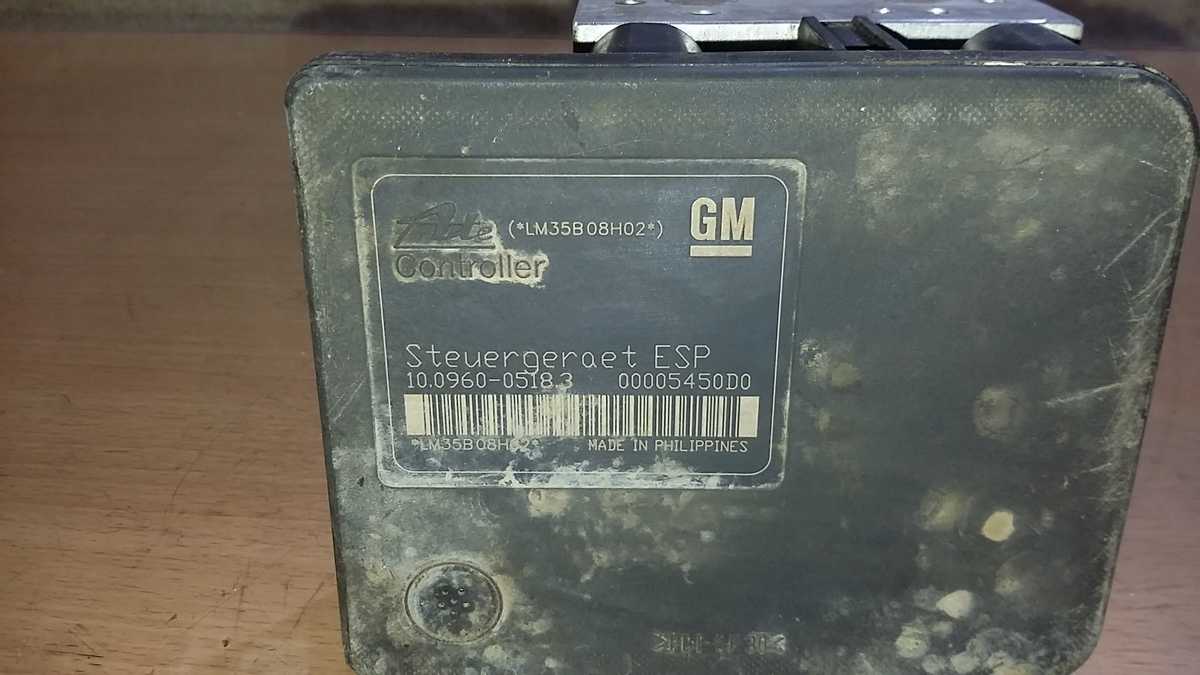 Ate (*LM35B08H02*) GM
Controller
Steuergeraet ESP
10.0960-0518.3 00005450D0
*LM35B08H02* MADE IN PHILIPPINES